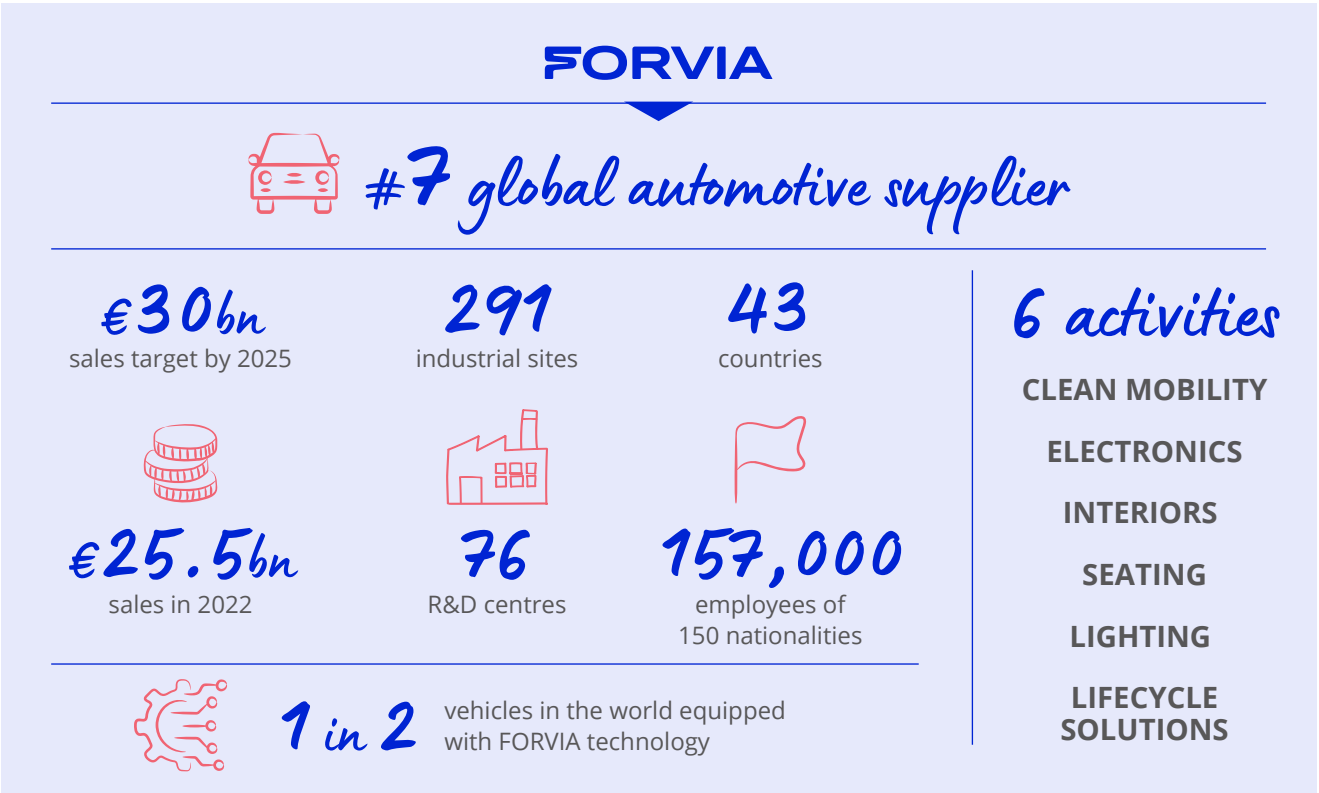 FORVIA
#7 global automotive supplier
€30bn
sales target by 2025
291
industrial sites
43
countries
€25.5bn
sales in 2022
76
R&D centres
157,000
employees of
150 nationalities
1 in 2
vehicles in the world equipped
with FORVIA technology
6 activities
CLEAN MOBILITY
ELECTRONICS
INTERIORS
SEATING
LIGHTING
LIFECYCLE
SOLUTIONS